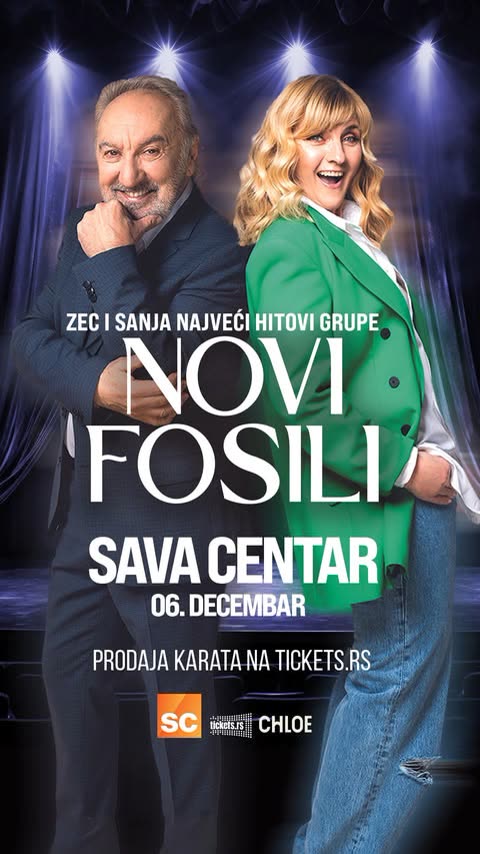 ZEC I SANJA NAJVEĆI HITOVI GRUPE
NOVI
FOSILI
SAVA CENTAR
06. DECEMBAR
PRODAJA KARATA NA TICKETS.RS
SC tickets.rs CHLOE